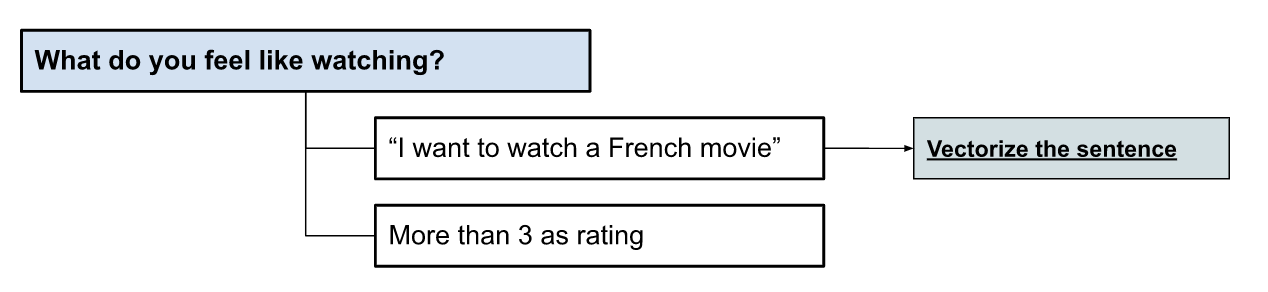 What do you feel like watching?
“I want to watch a French movie”
Vectorize the sentence
More than 3 as rating